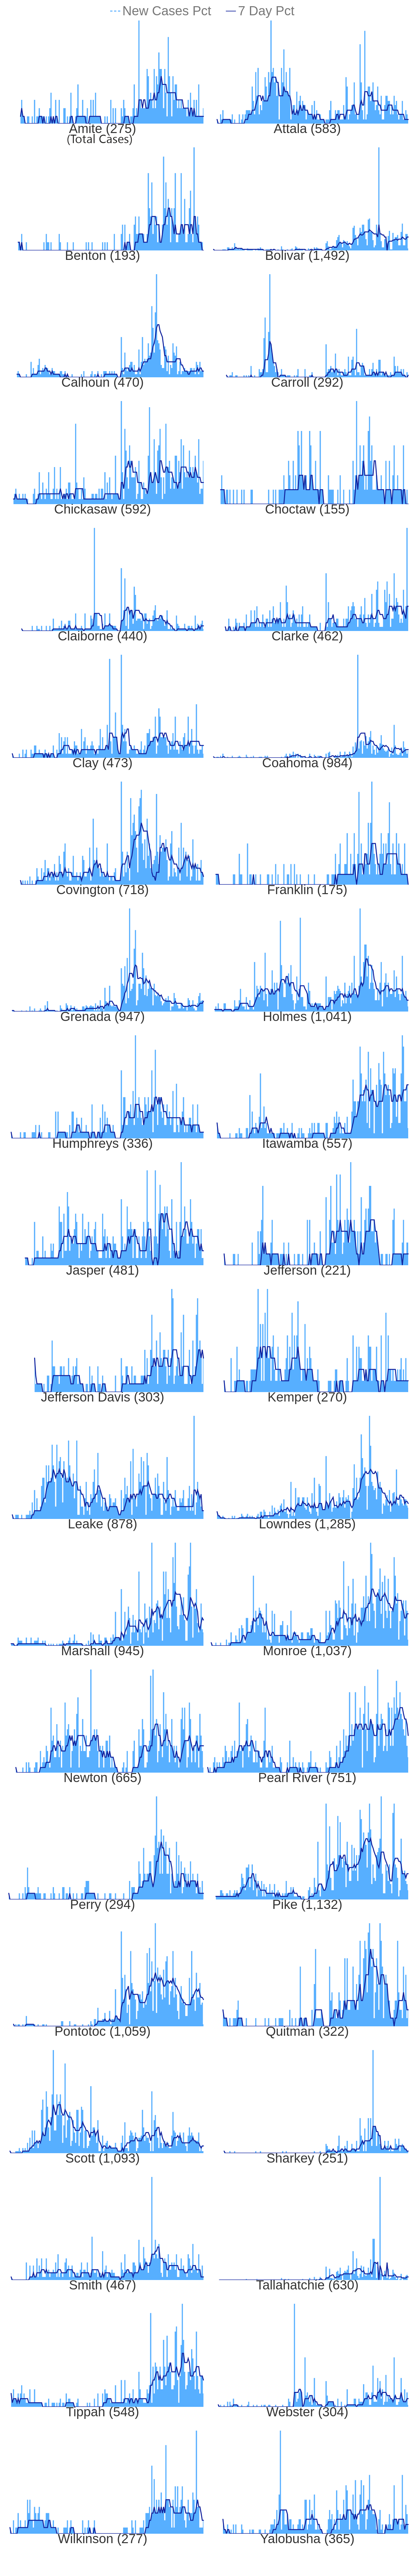 New Cases Pct 7 Day Pct
Amite (275) Attala (583)
(Total Cases)
Benton (193) Bolivar (1,492)
Calhoun (470) Carroll (292)
Chickasaw (592) Choctaw (155)
Claiborne (440) Clarke (462)
Clay (473) Coahoma (984)
Covington (718) Franklin (175)
Grenada (947) Holmes (1,041)
Humphreys (336) Itawamba (557)
Jasper (481) Jefferson (221)
Jefferson Davis (303) Kemper (270)
Leake (878) Lowndes (1,285)
Marshall (945) Monroe (1,037)
Newton (665) Pearl River (751)
Perry (294) Pike (1,132)
Pontotoc (1,059) Quitman (322)
Scott (1,093) Sharkey (251)
Smith (467) Tallahatchie (630)
Tippah (548) Webster (304)
Wilkinson (277) Yalobusha (365)